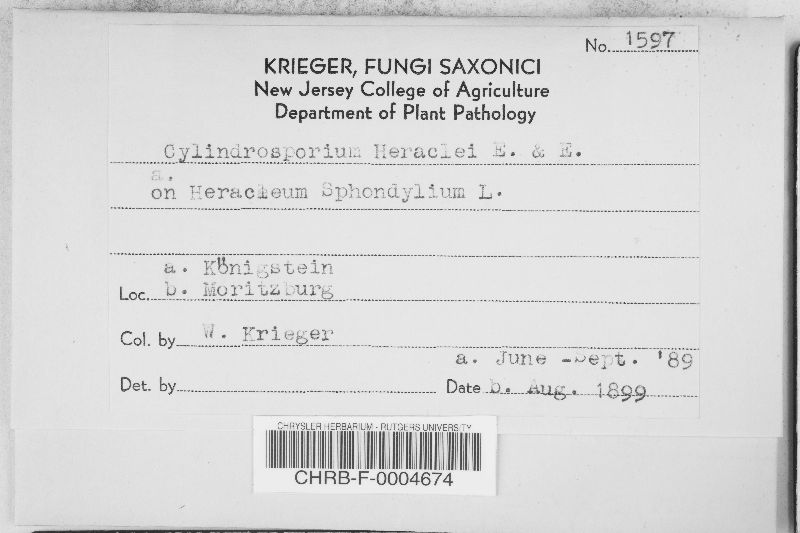 No. 1597
KRIEGER, FUNGI SAXONICI
New Jersey College of Agriculture
Department of Plant Pathology
Cylindrosporium Heraclei E. & E.
a.
on Heracleum Sphondylium L.
a. Königstein
Loc. b. Moritzburg
Col. by W. Krieger
a. June -Sept. '89
Det. by Date b. Aug. 1899
CHRYSLER HERBARIUM - RUTGERS UNIVERSITY
CHRB-F-0004674